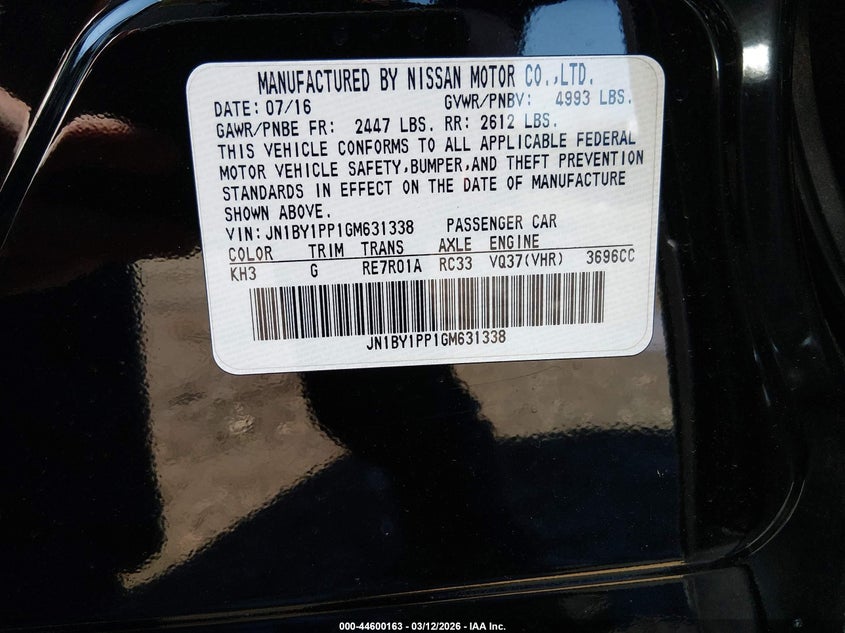 MANUFACTURED BY NISSAN MOTOR CO.,LTD.
DATE: 07/16 GVWR/PNBV: 4993 LBS.
GAWR/PNBE FR: 2447 LBS. RR: 2612 LBS.
THIS VEHICLE CONFORMS TO ALL APPLICABLE FEDERAL
MOTOR VEHICLE SAFETY,BUMPER,AND THEFT PREVENTION
STANDARDS IN EFFECT ON THE DATE OF MANUFACTURE
SHOWN ABOVE.
VIN:JN1BY1PP1GM631338 PASSENGER CAR
COLOR TRIM TRANS AXLE ENGINE
KH3 G RE7R01A RC33 VQ37(VHR) 3696CC
JN1BY1PP1GM631338
000-44600163 - 03/12/2026 - IAA Inc.